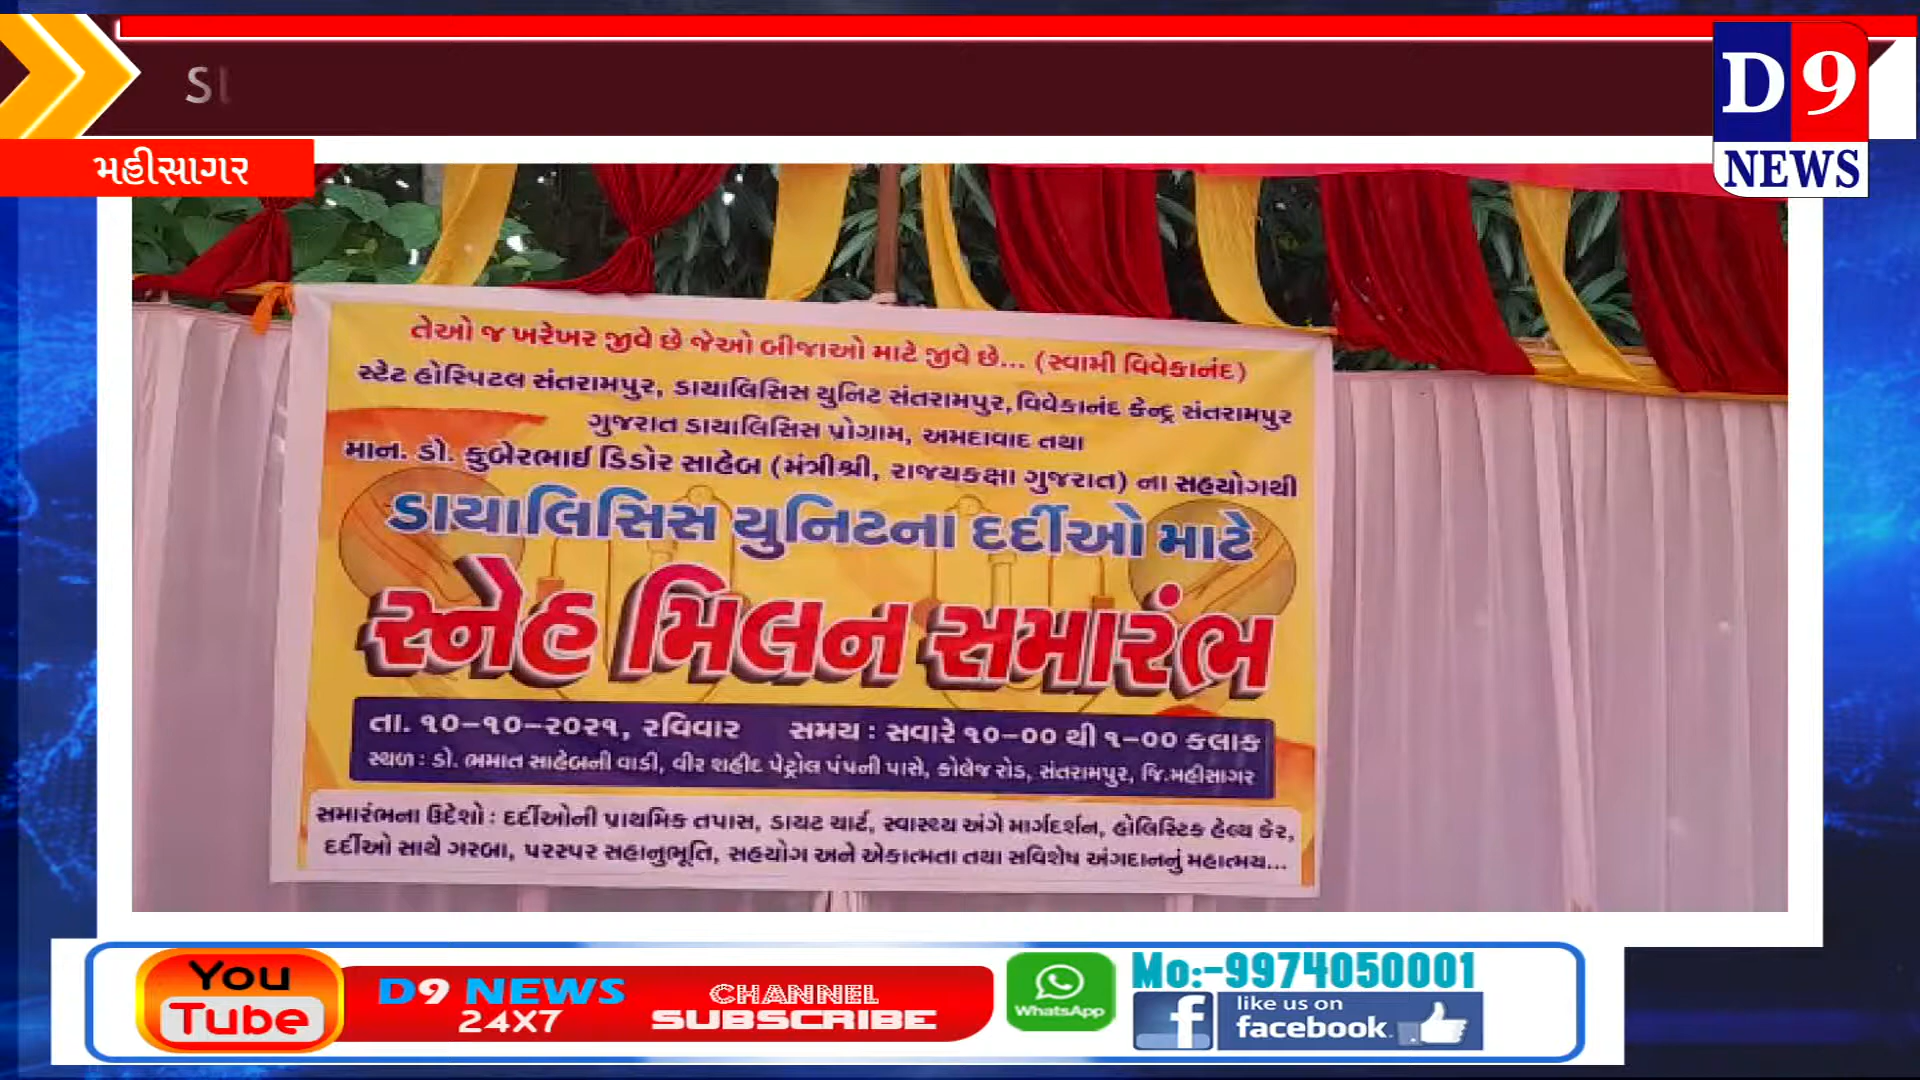 D9
NEWS
મહીસાગર
તેઓ જ ખરેખર જીવે છે જેઓ બીજાઓ માટે જીવે છે... (સ્વામી વિવેકાનંદ)
સ્ટેટ હોસ્પિટલ સંતરામપુર, ડાયાલિસિસ યુનિટ સંતરામપુર, વિવેકાનંદ કેન્દ્ર સંતરામપુર
ગુજરાત ડાયાલિસિસ પ્રોગ્રામ, અમદાવાદ તથા
માન. ડો. કુબેરભાઈ ડિડોર સાહેબ (મંત્રીશ્રી, રાજ્યકક્ષા ગુજરાત) ના સહયોગથી
ડાયાલિસિસ યુનિટના દર્દીઓ માટે
સ્નેહ મિલન સમારંભ
તા. ૧૦-૧૦-૨૦૨૧, રવિવાર સમય : સવારે ૧૦-૦૦ થી ૧-૦૦ કલાક
સ્થળ : ડો. ભમાત સાહેબની વાડી, વીર શહીદ પેટ્રોલ પંપની પાસે, કોલેજ રોડ, સંતરામપુર, જિ.મહીસાગર
સમારંભના ઉદેશો : દર્દીઓની પ્રાથમિક તપાસ, ડાયટ ચાર્ટ, સ્વાસ્થ્ય અંગે માર્ગદર્શન, હોલિસ્ટિક હેલ્થ કેર,
દર્દીઓ સાથે ગરબા, પરસ્પર સહાનુભૂતિ, સહયોગ અને એકાત્મતા તથા સવિશેષ અંગદાનનું મહાત્મય...
You
Tube
D9 NEWS
24X7
CHANNEL
SUBSCRIBE
WhatsApp
Mo:-9974050001
like us on
facebook.